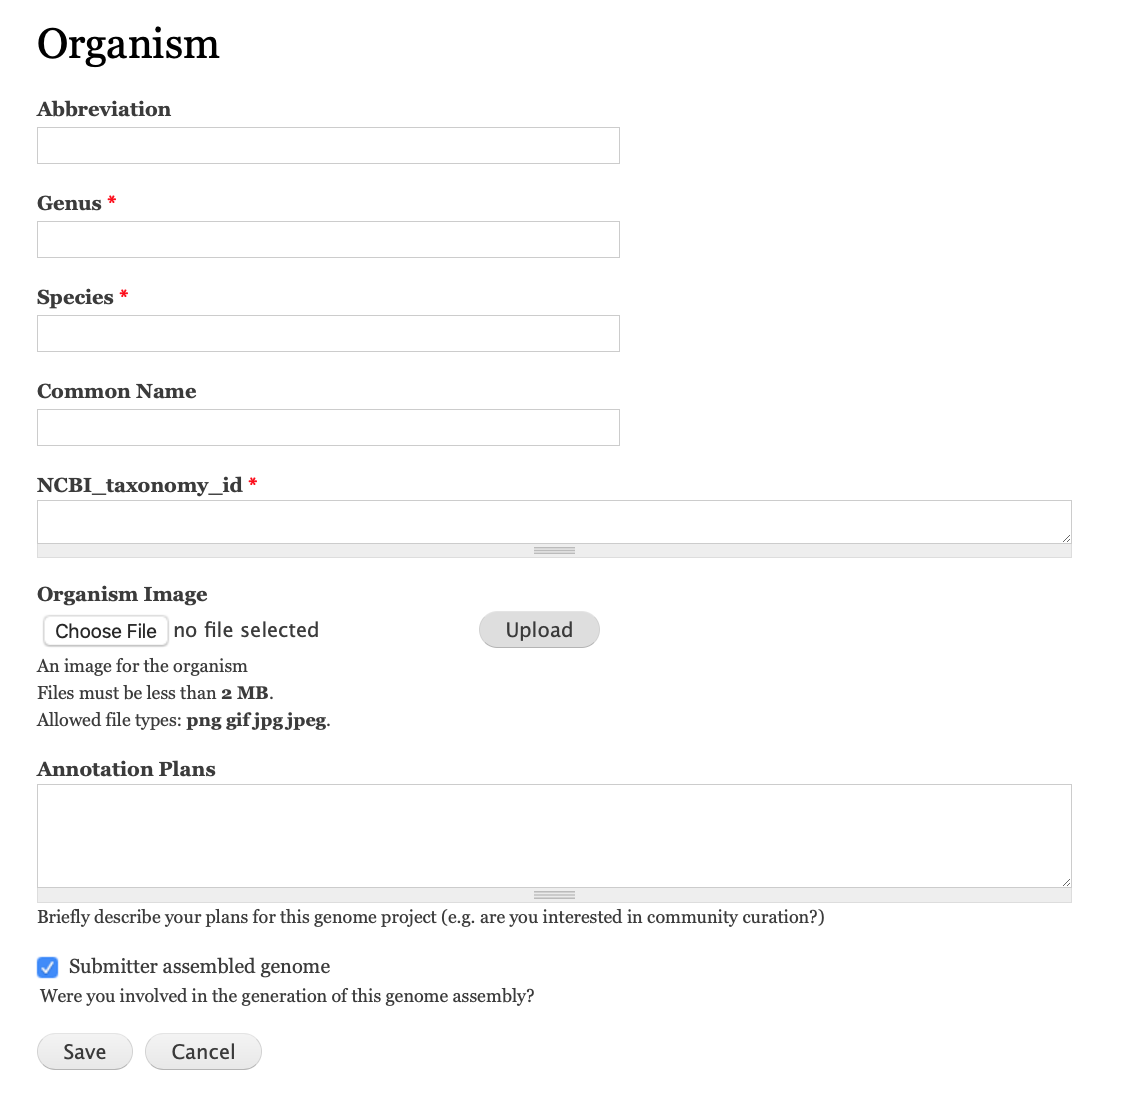 Organism
Abbreviation
Genus *
Species *
Common Name
NCBI_taxonomy_id *
Organism Image
Choose File no file selected Upload
An image for the organism
Files must be less than 2 MB.
Allowed file types: png gif jpg jpeg.
Annotation Plans
Briefly describe your plans for this genome project (e.g. are you interested in community curation?)
Submitter assembled genome
Were you involved in the generation of this genome assembly?
Save Cancel